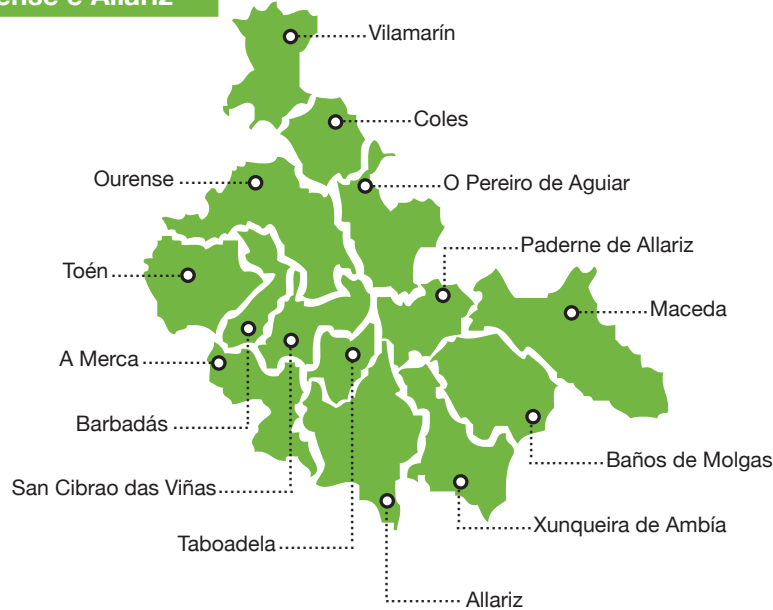 e Allariz
Vilamarín
Coles
Ourense
O Pereiro de Aguiar
Paderne de Allariz
Toén
Maceda
A Merca
Barbadás
Baños de Molgas
San Cibrao das Viñas
Xunqueira de Ambía
Taboadela
Allariz